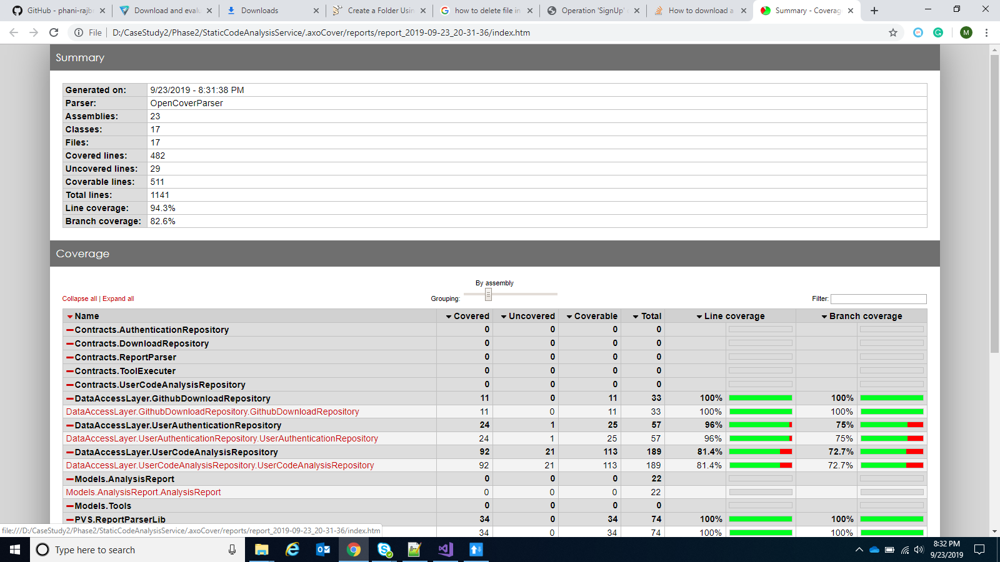 GitHub - phani-rajb
Download and evalu
Downloads
Create a Folder Usin
how to delete file in
Operation 'SignUp'
How to download a
Summary - Coverag
File
D:/CaseStudy2/Phase2/StaticCodeAnalysisService/.axoCover/reports/report_2019-09-23_20-31-36/index.htm
M
Summary
Generated on: 9/23/2019 - 8:31:38 PM
Parser: OpenCoverParser
Assemblies: 23
Classes: 17
Files: 17
Covered lines: 482
Uncovered lines: 29
Coverable lines: 511
Total lines: 1141
Line coverage: 94.3%
Branch coverage: 82.6%
Coverage
By assembly
Collapse all | Expand all Grouping: Filter:
Name Covered Uncovered Coverable Total Line coverage Branch coverage
Contracts.AuthenticationRepository 0 0 0 0
Contracts.DownloadRepository 0 0 0 0
Contracts.ReportParser 0 0 0 0
Contracts.ToolExecuter 0 0 0 0
Contracts.UserCodeAnalysisRepository 0 0 0 0
DataAccessLayer.GithubDownloadRepository 11 0 11 33 100% 100%
DataAccessLayer.GithubDownloadRepository.GithubDownloadRepository 11 0 11 33 100% 100%
DataAccessLayer.UserAuthenticationRepository 24 1 25 57 96% 75%
DataAccessLayer.UserAuthenticationRepository.UserAuthenticationRepository 24 1 25 57 96% 75%
DataAccessLayer.UserCodeAnalysisRepository 92 21 113 189 81.4% 72.7%
DataAccessLayer.UserCodeAnalysisRepository.UserCodeAnalysisRepository 92 21 113 189 81.4% 72.7%
Models.AnalysisReport 0 0 0 22
Models.AnalysisReport.AnalysisReport 0 0 0 22
Models.Tools 0 0 0 0
PVS.ReportParserLib 34 0 34 74 100% 100%
34 0 34 74 100% 100%
file:///D:/CaseStudy2/Phase2/StaticCodeAnalysisService/.axoCover/reports/report_2019-09-23_20-31-36/index.htm
Type here to search
8:32 PM
9/23/2019